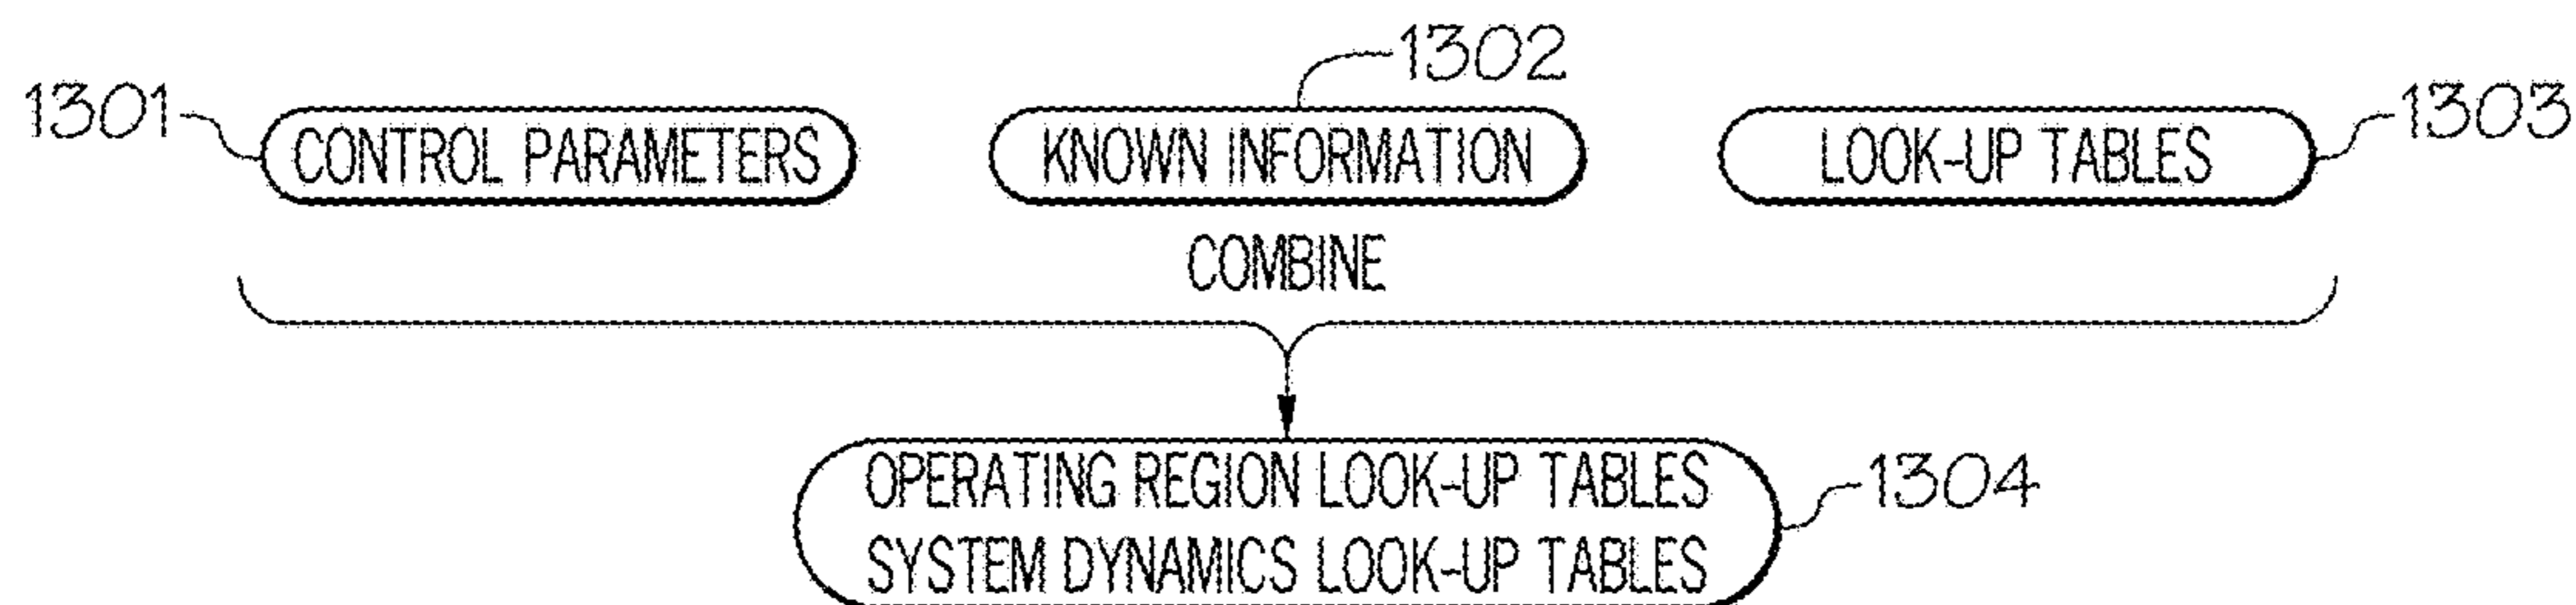 1302
1301
1303
CONTROL PARAMETERS
KNOWN INFORMATION
LOOK-UP TABLES
COMBINE
OPERATING REGION LOOK-UP TABLES
1304
SYSTEM DYNAMICS LOOK-UP TABLES